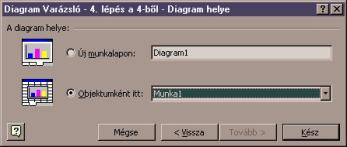 Diagram Varázsló - 4. lépés a 4-ből - Diagram helye
A diagram helye:
Új munkalapon: Diagram1
Objektumként itt: Munka1
Mégse < Vissza Tovább > Kész